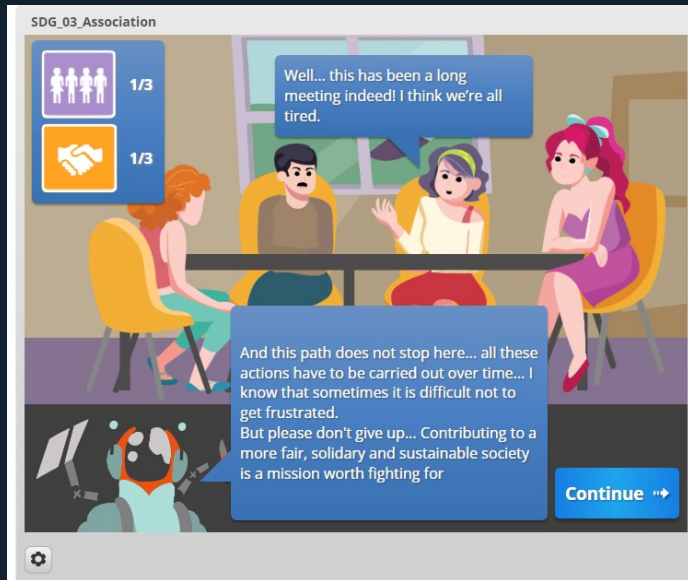 SDG_03_Association
1/3
1/3
Well... this has been a long
meeting indeed! I think we’re all
tired.
And this path does not stop here... all these
actions have to be carried out over time... I
know that sometimes it is difficult not to
get frustrated.
But please don't give up... Contributing to a
more fair, solidary and sustainable society
is a mission worth fighting for
Continue